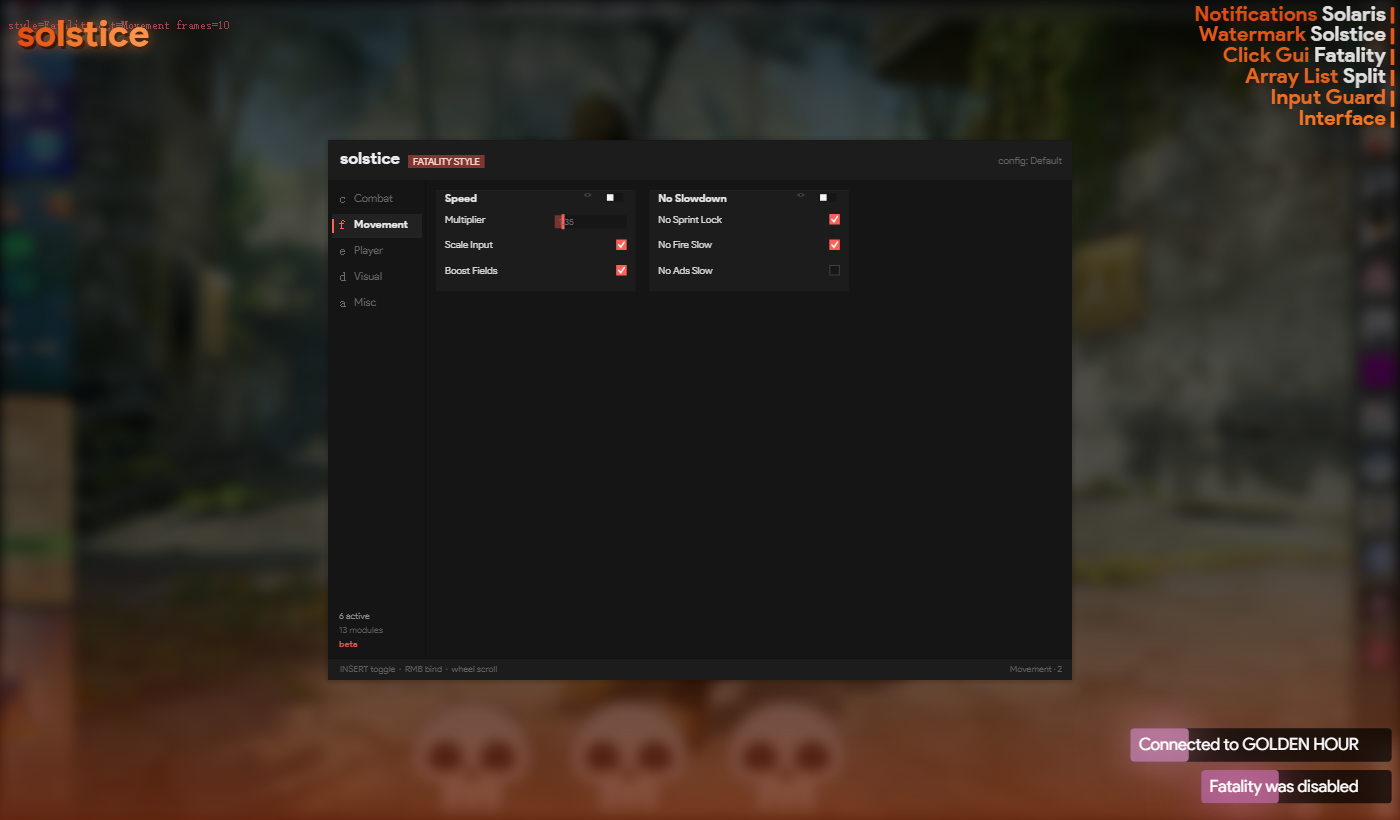 solstice
Notifications Solaris
Watermark Solstice
Click Gui Fatality
Array List Split
Input Guard
Interface
solstice FATALITY STYLE
config: Default
c Combat
f Movement
e Player
d Visual
a Misc
Speed
Multiplier
Scale Input
Boost Fields
No Slowdown
No Sprint Lock
No Fire Slow
No Ads Slow
6 active
13 modules
beta
INSERT toggle · RMB bind · wheel scroll
Movement · 2
Connected to GOLDEN HOUR
Fatality was disabled